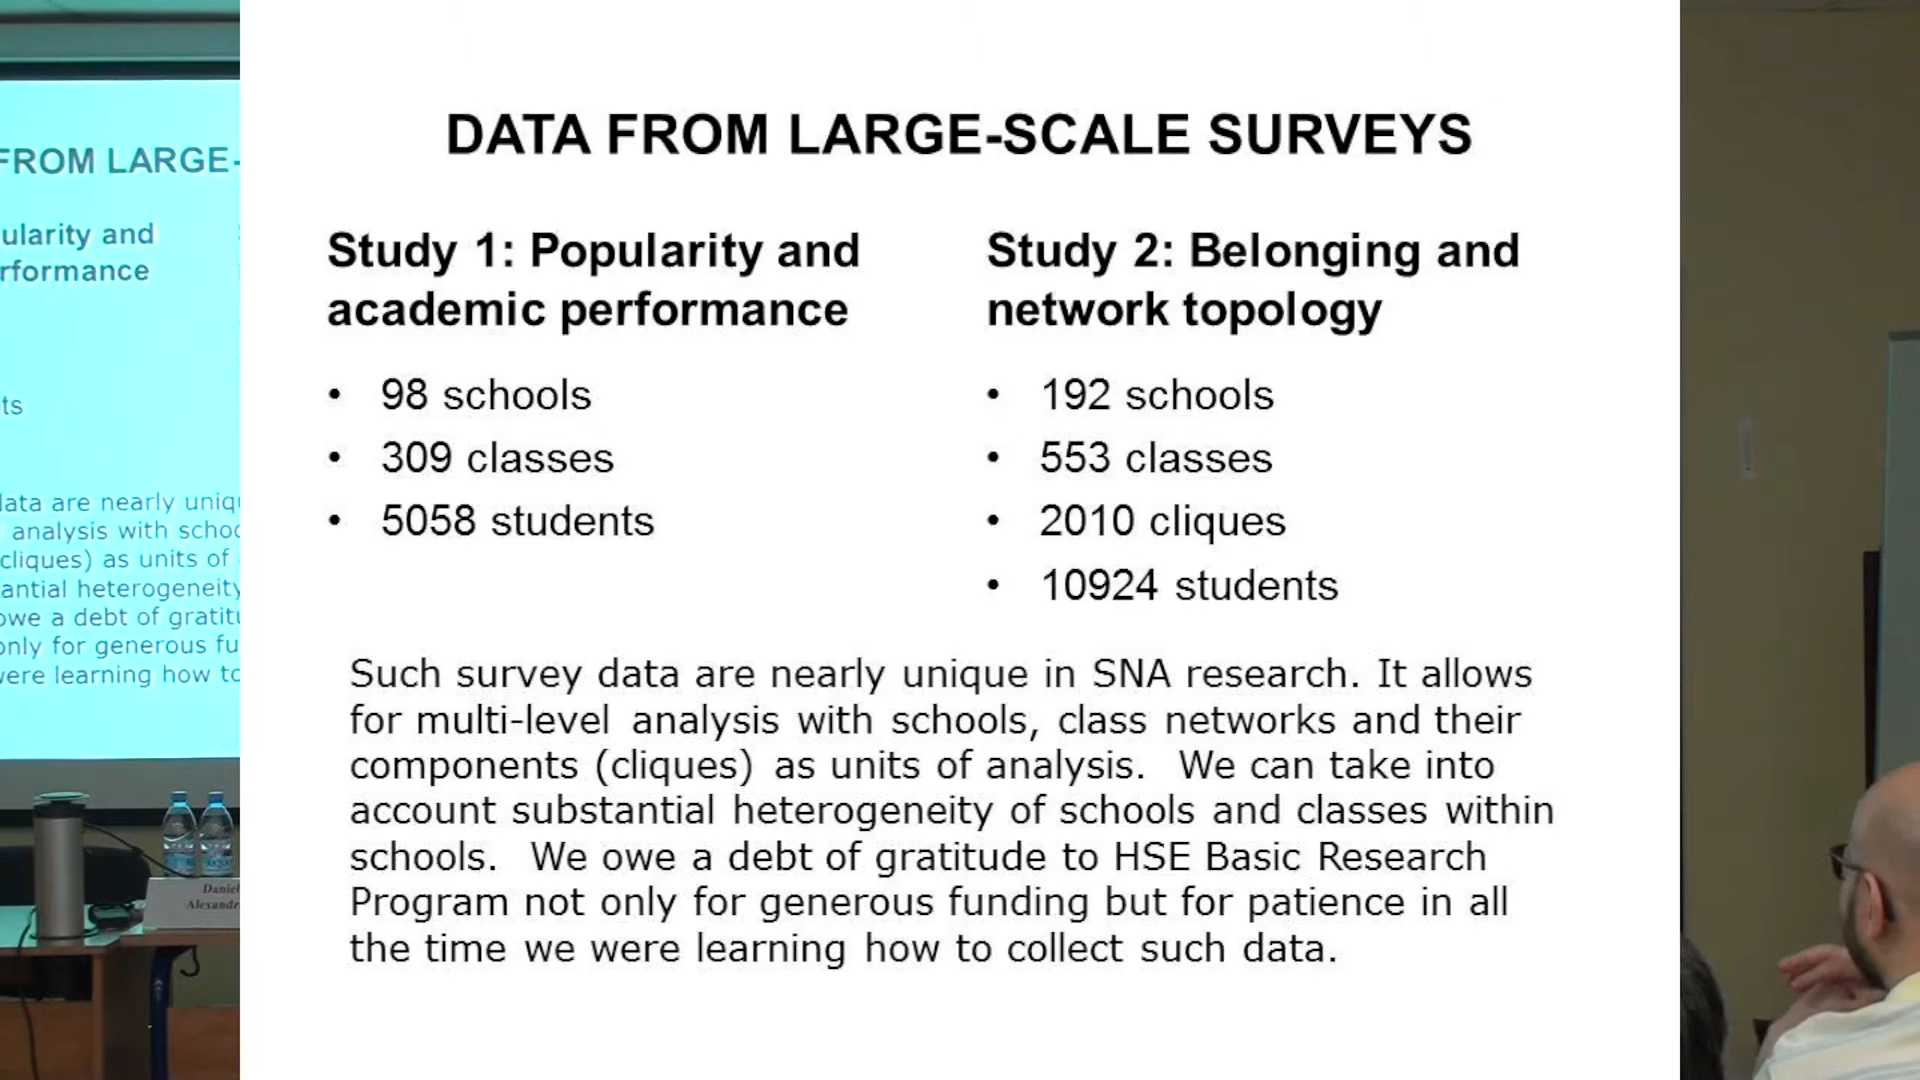 DATA FROM LARGE-SCALE SURVEYS
Study 1: Popularity and
academic performance
• 98 schools
• 309 classes
• 5058 students
Study 2: Belonging and
network topology
• 192 schools
• 553 classes
• 2010 cliques
• 10924 students
Such survey data are nearly unique in SNA research. It allows
for multi-level analysis with schools, class networks and their
components (cliques) as units of analysis. We can take into
account substantial heterogeneity of schools and classes within
schools. We owe a debt of gratitude to HSE Basic Research
Program not only for generous funding but for patience in all
the time we were learning how to collect such data.
FROM LARGE-
ularity and
rformance
ts
data are nearly uniq
analysis with schoo
cliques) as units of
antial heterogeneity
owe a debt of gratitu
only for generous fu
were learning how to
Daniel
Alexandr